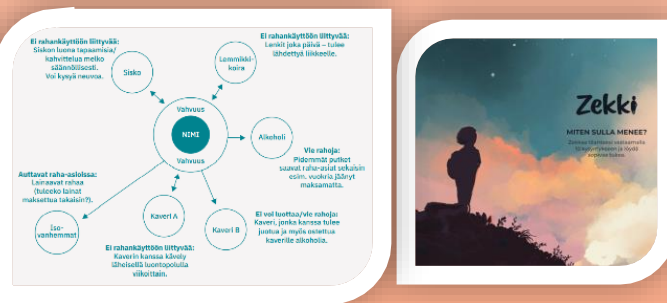 Ei rahankäyttöön liittyvää:
Siskon luona tapaamisia/
kahvittelua melko
säännöllisesti.
Voi kysyä neuvoa.
Sisko
Ei rahankäyttöön liittyvää:
Lenkit joka päivä – tulee
lähdettyä liikkeelle.
Lemmikki-
koira
Vahvuus
NIMI
Vahvuus
Alkoholi
Vie rahoja:
Pidemmät putket
saavat raha-asiat sekaisin
esim. vuokria jäänyt
maksamatta.
Auttavat raha-asioissa:
Lainaavat rahaa
(tuleeko lainat
maksettua takaisin?).
Iso-
vanhemmat
Kaveri A
Ei rahankäyttöön liittyvää:
Kaverin kanssa kävely
läheisellä luontopolulla
viikoittain.
Kaveri B
Ei voi luottaa/vie rahoja:
Kaveri, jonka kanssa tulee
juotua ja myös ostettua
kaverille alkoholia.
Zekki
MITEN SULLA MENEE?